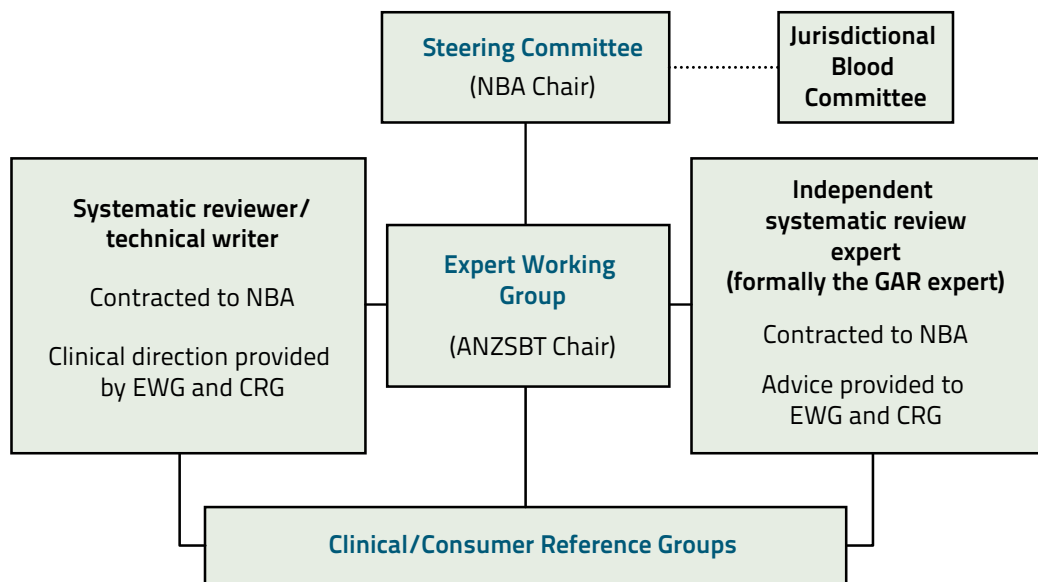 Steering Committee
(NBA Chair)
Jurisdictional
Blood
Committee
Systematic reviewer/
technical writer
Contracted to NBA
Clinical direction provided
by EWG and CRG
Expert Working
Group
(ANZSBT Chair)
Independent
systematic review
expert
(formally the GAR expert)
Contracted to NBA
Advice provided to
EWG and CRG
Clinical/Consumer Reference Groups